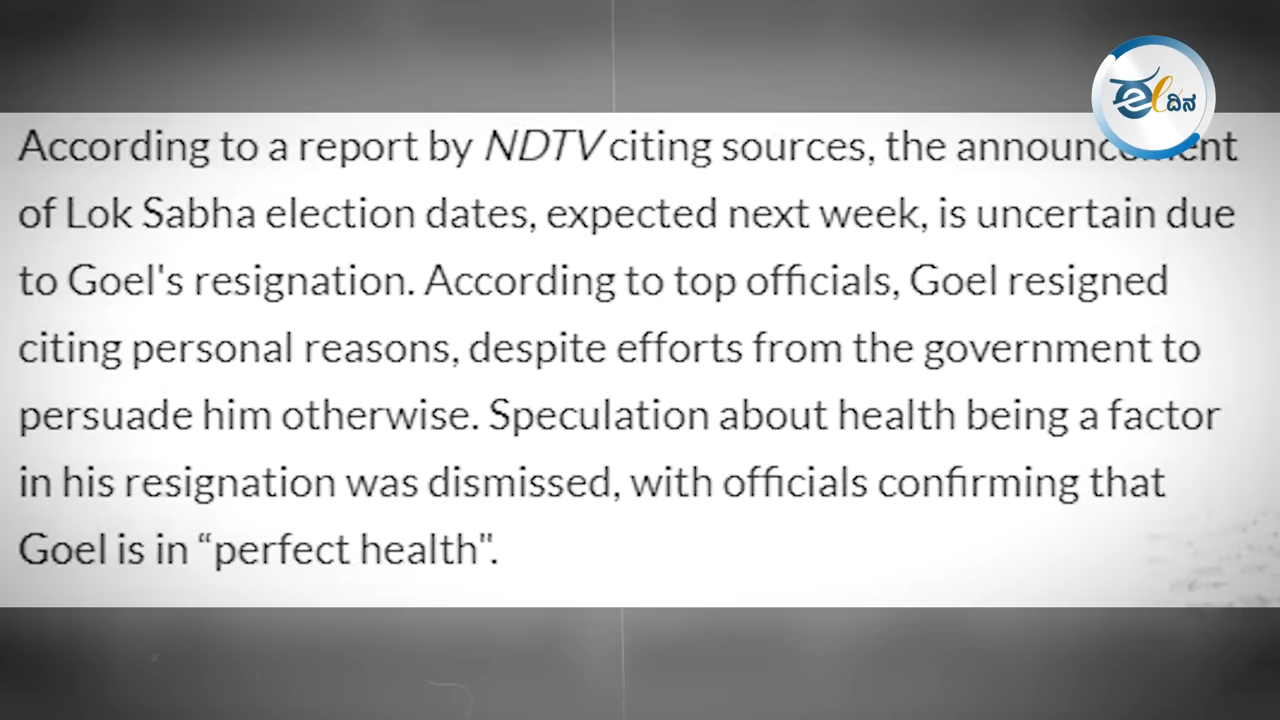 ಈದಿನ
According to a report by NDTV citing sources, the announcement
of Lok Sabha election dates, expected next week, is uncertain due
to Goel's resignation. According to top officials, Goel resigned
citing personal reasons, despite efforts from the government to
persuade him otherwise. Speculation about health being a factor
in his resignation was dismissed, with officials confirming that
Goel is in “perfect health".